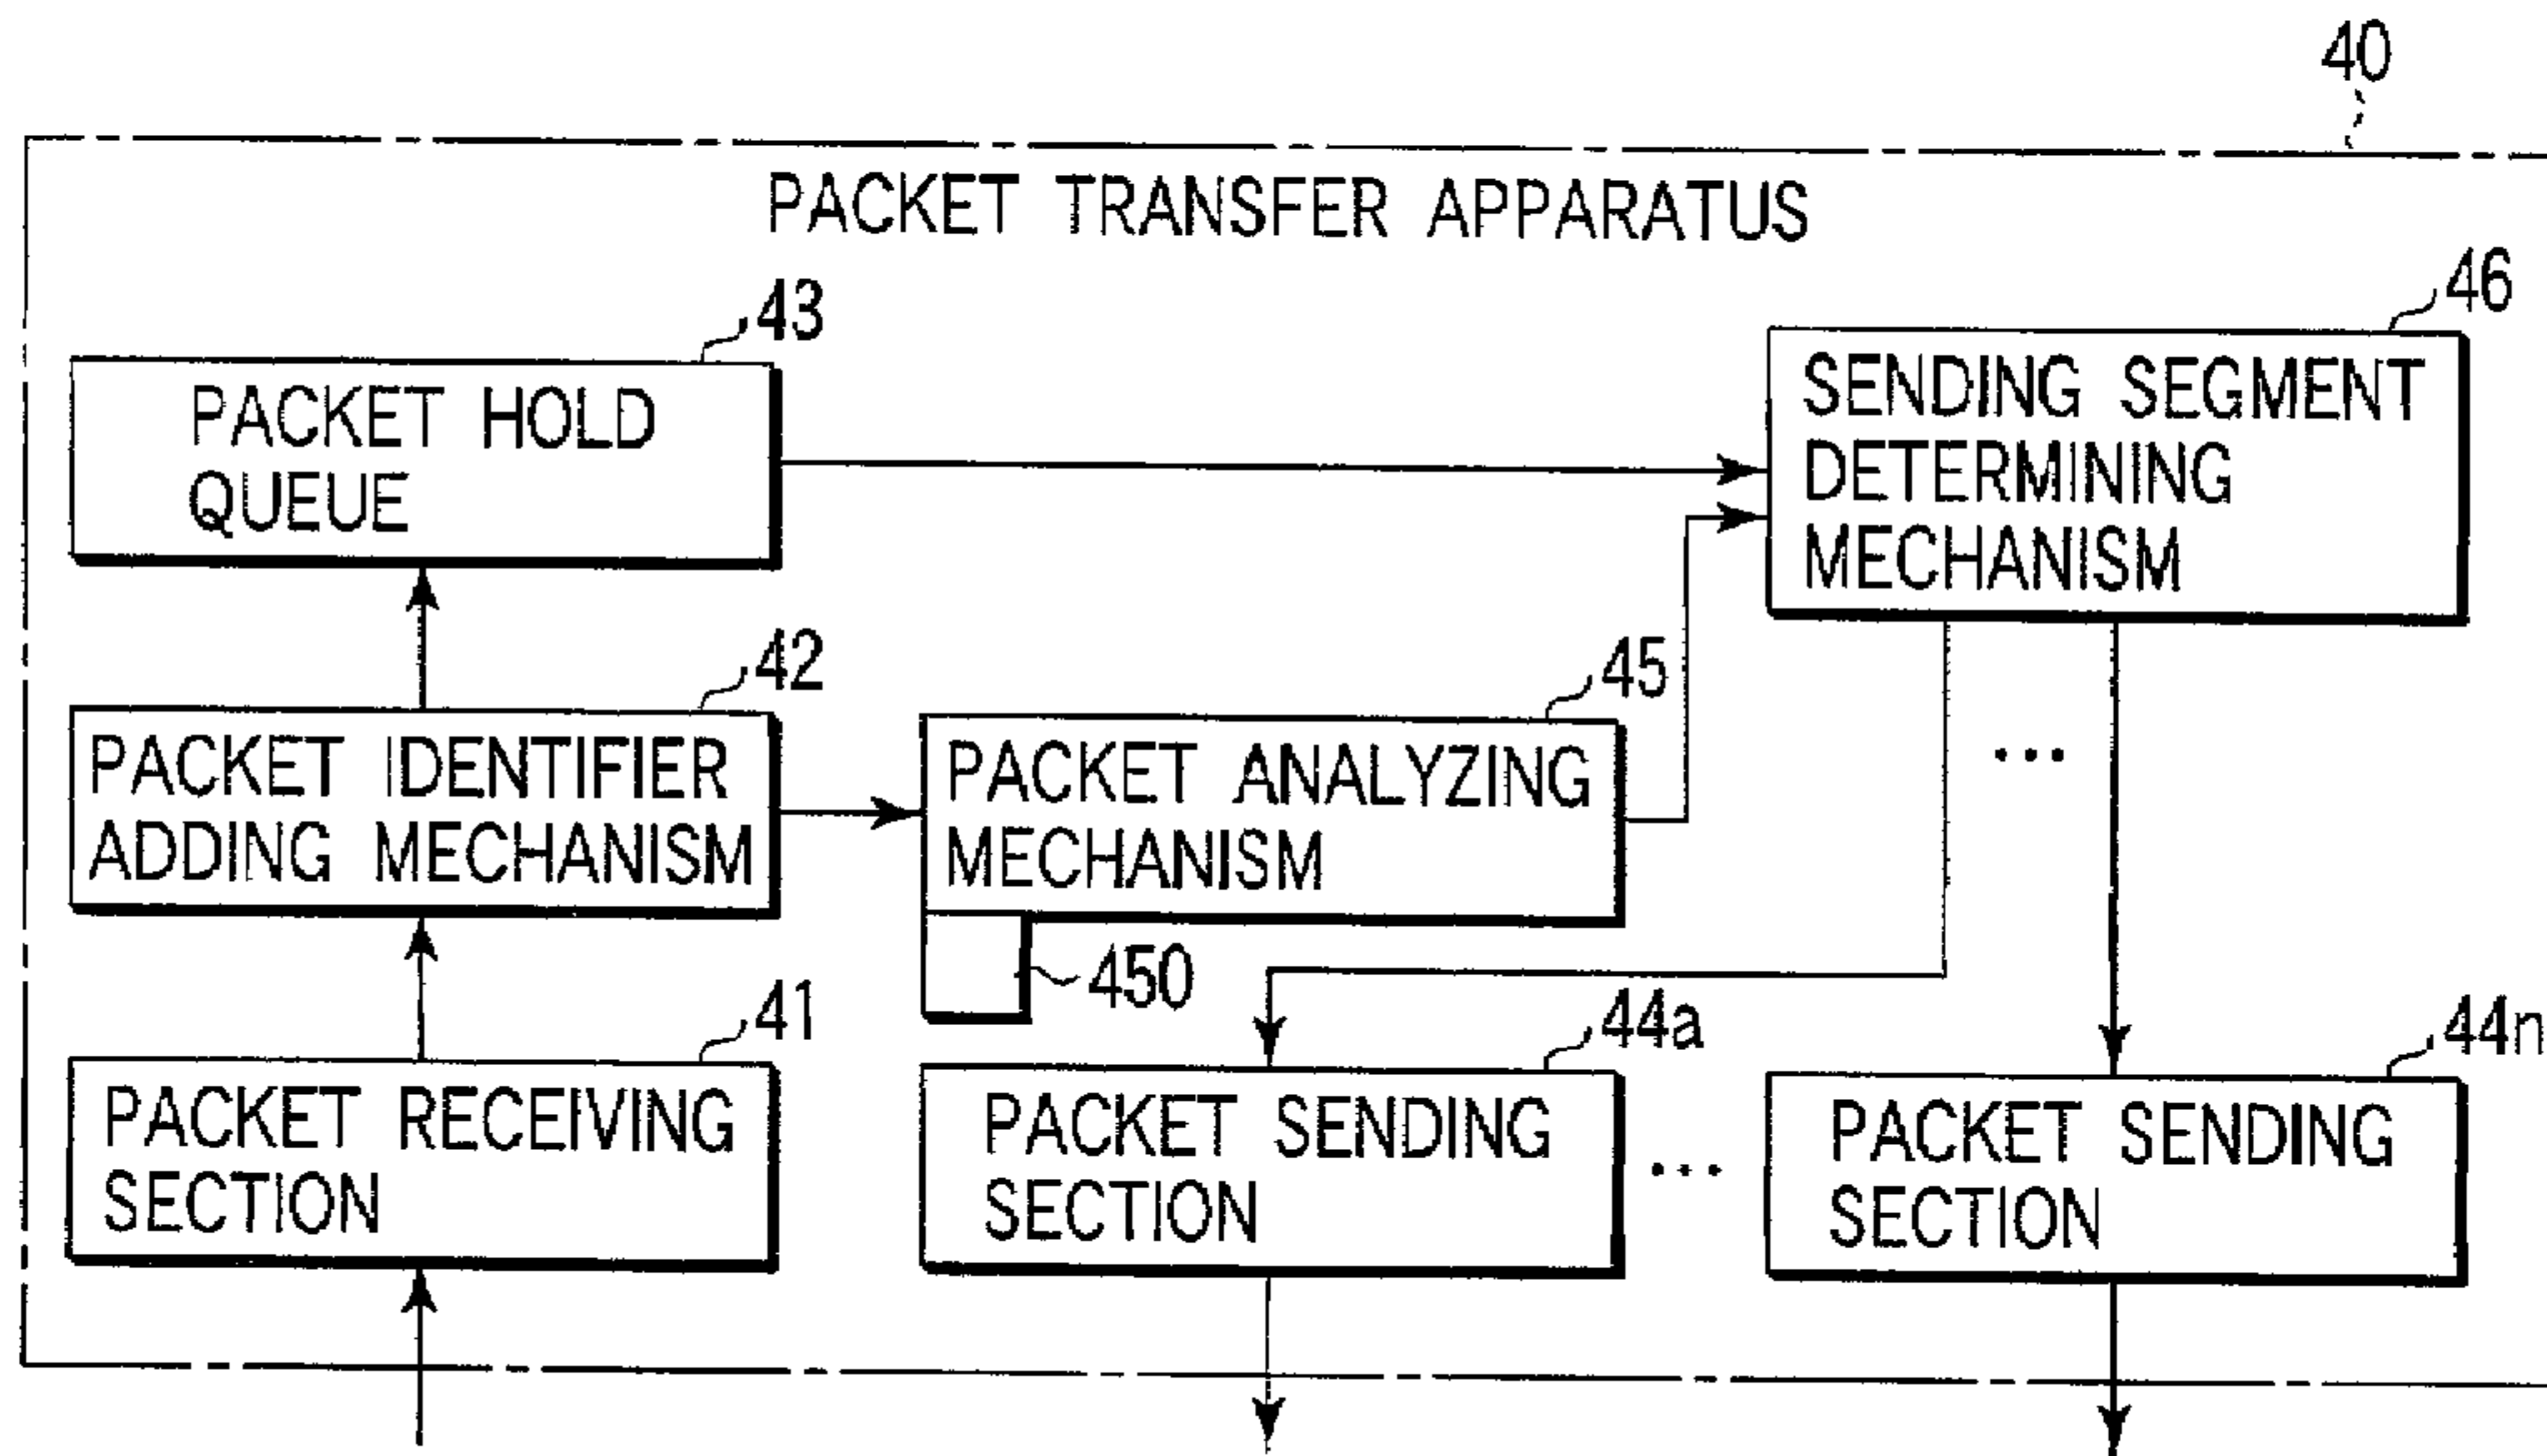 40
PACKET TRANSFER APPARATUS
43
46
PACKET HOLD
QUEUE
SENDING SEGMENT
DETERMINING
MECHANISM
42
45
PACKET IDENTIFIER
ADDING MECHANISM
PACKET ANALYZING
MECHANISM
...
450
41
44a
44n
PACKET RECEIVING
SECTION
PACKET SENDING
SECTION
...
PACKET SENDING
SECTION